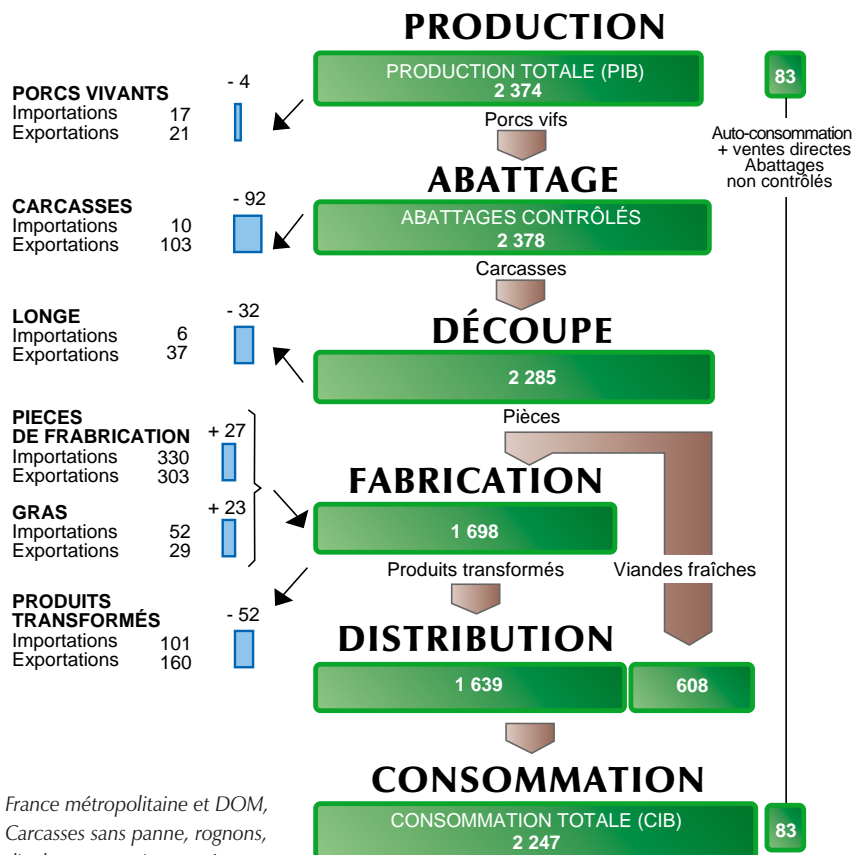 PRODUCTION
PRODUCTION TOTALE (PIB)
2 374
83
PORCS VIVANTS
- 4
Importations 17
Exportations 21
Porcs vifs
Auto-consommation
+ ventes directes
Abattages
non contrôlés
ABATTAGE
CARCASSES
- 92
Importations 10
Exportations 103
ABATTAGES CONTRÔLÉS
2 378
Carcasses
LONGE
- 32
Importations 6
Exportations 37
DÉCOUPE
2 285
Pièces
PIECES
DE FRABRICATION
+ 27
Importations 330
Exportations 303
GRAS
+ 23
Importations 52
Exportations 29
FABRICATION
1 698
Produits transformés
Viandes fraîches
PRODUITS
TRANSFORMÉS
- 52
Importations 101
Exportations 160
DISTRIBUTION
1 639
608
CONSOMMATION
CONSOMMATION TOTALE (CIB)
2 247
83
France métropolitaine et DOM,
Carcasses sans panne, rognons,